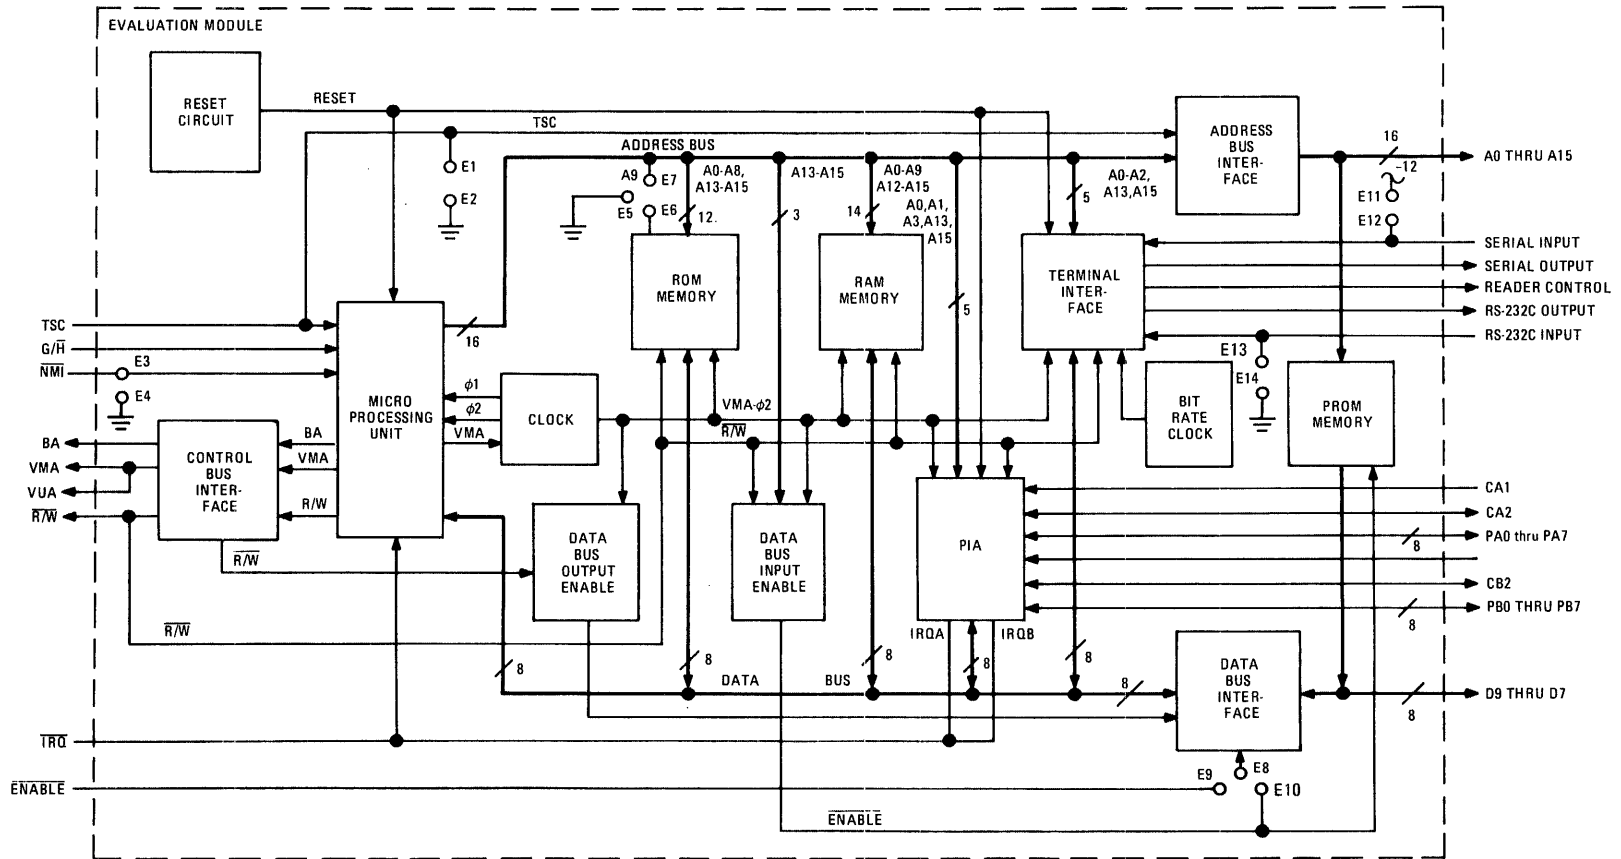 EVALUATION MODULE
RESET
CIRCUIT
RESET
TSC
ADDRESS BUS
E1
E2
A9
E7
E5
E6
A0-A8,
A13-A15
12.
A13-A15
3
A0-A9
A12-A15
14
A0,A1,
A3,A13,
A15
5
A0-A2,
A13,A15
5
ADDRESS
BUS
INTER-
FACE
16
A0 THRU A15
-12
E11
E12
ROM
MEMORY
RAM
MEMORY
TERMINAL
INTER-
FACE
SERIAL INPUT
SERIAL OUTPUT
READER CONTROL
RS-232C OUTPUT
RS-232C INPUT
TSC
G/H̅
N̅M̅I̅
E3
E4
16
MICRO
PROCESSING
UNIT
ϕ1
ϕ2
VMA
CLOCK
VMA-ϕ2
R̅/̅W̅
E13
E14
BIT
RATE
CLOCK
PROM
MEMORY
BA
VMA
VUA
R̅/̅W̅
CONTROL
BUS
INTER-
FACE
BA
VMA
R/W
R̅/̅W̅
R̅/̅W̅
DATA
BUS
OUTPUT
ENABLE
DATA
BUS
INPUT
ENABLE
PIA
CA1
CA2
PA0 thru PA7
8
CB2
PB0 THRU PB7
8
IRQA
IRQB
8
8
8
8
8
DATA BUS
8
DATA
BUS
INTER-
FACE
D9 THRU D7
8
I̅R̅Q̅
E̅N̅A̅B̅L̅E̅
E9
E8
E10
E̅N̅A̅B̅L̅E̅